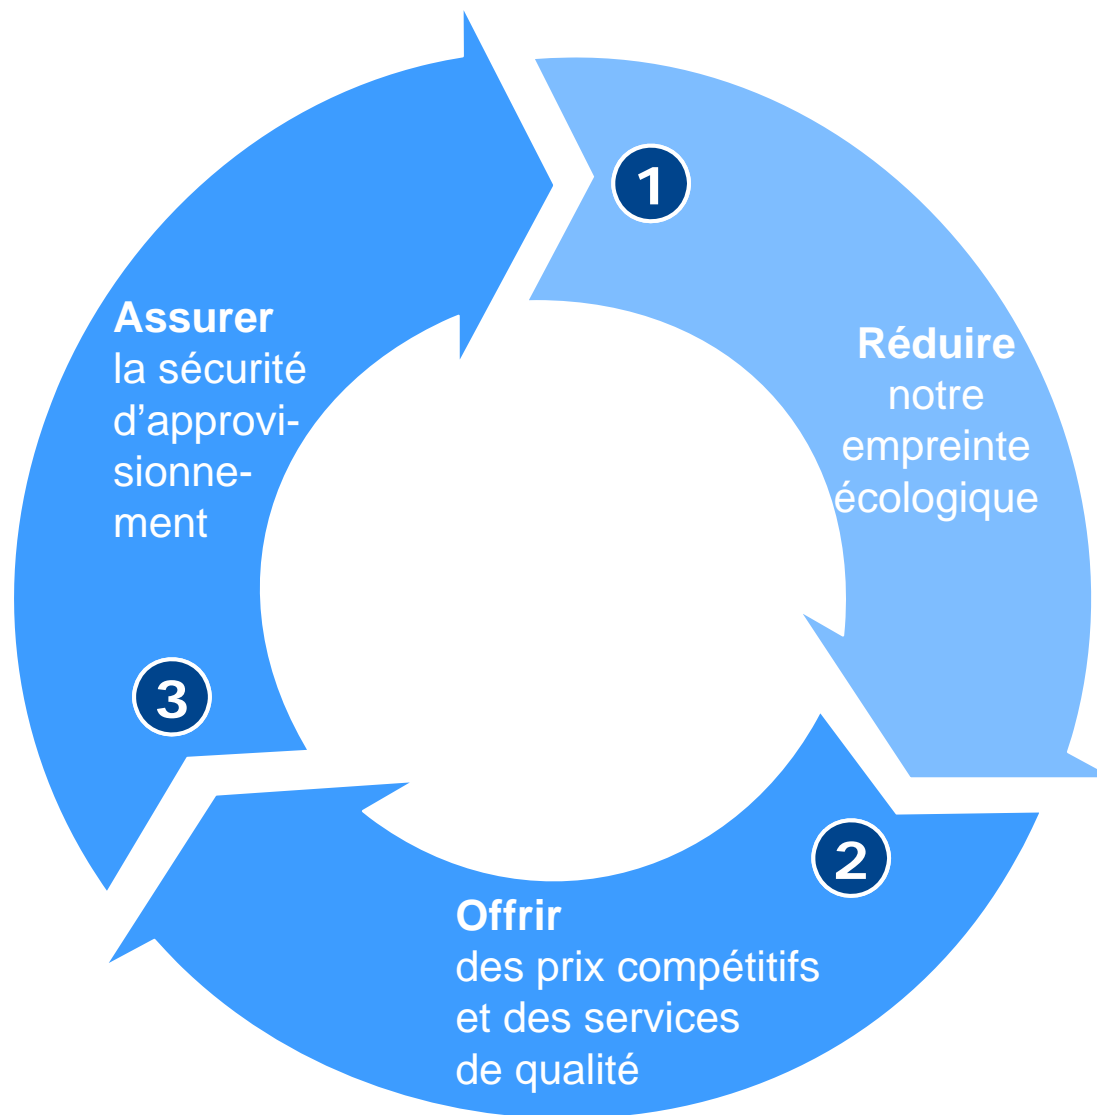 1
Réduire
notre
empreinte
écologique
2
Offrir
des prix compétitifs
et des services
de qualité
3
Assurer
la sécurité
d’approvi-
sionne-
ment